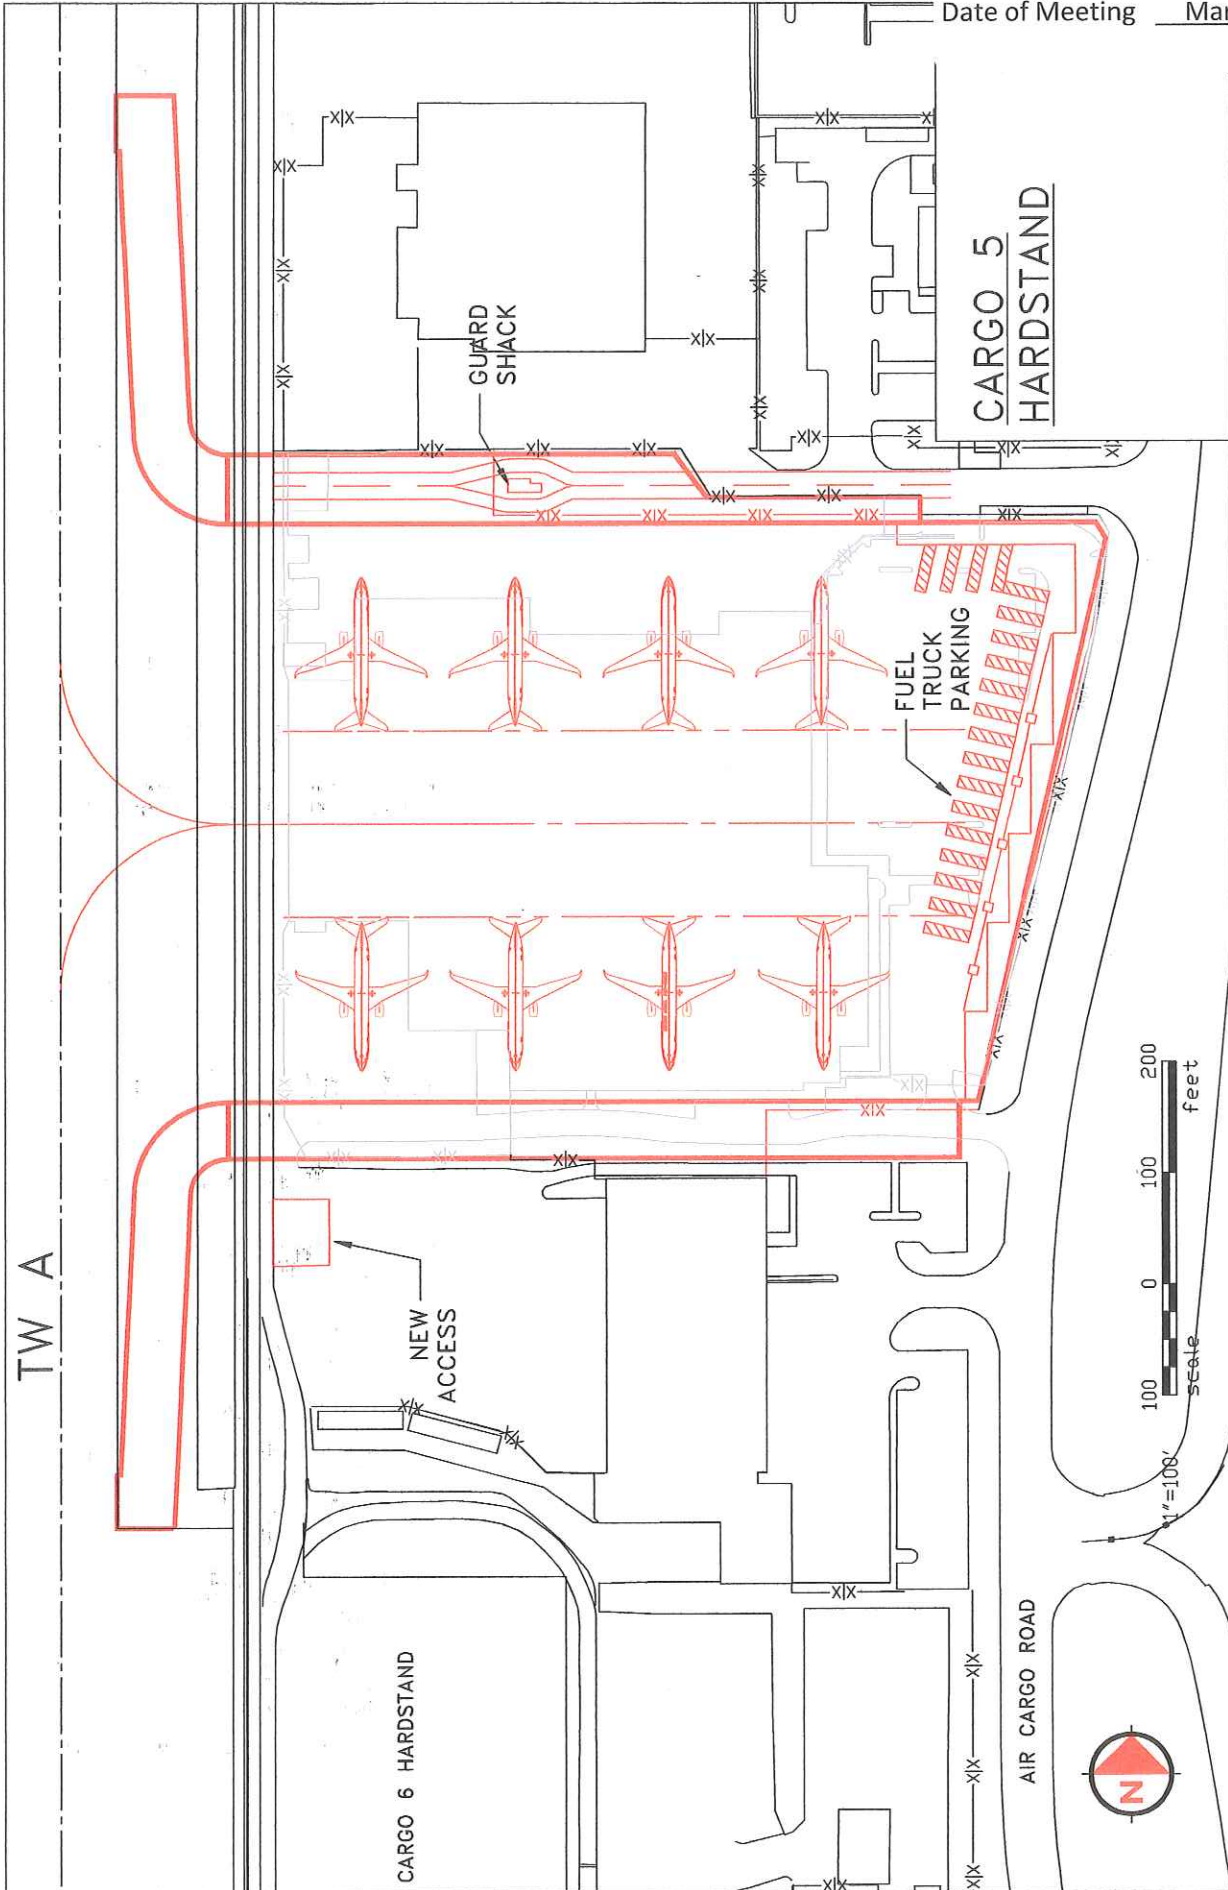 Date of Meeting Mar
CARGO 5
HARDSTAND
GUARD
SHACK
FUEL
TRUCK
PARKING
TW A
NEW
ACCESS
CARGO 6 HARDSTAND
AIR CARGO ROAD
100 0 100 200
scale feet
1"=100'
N